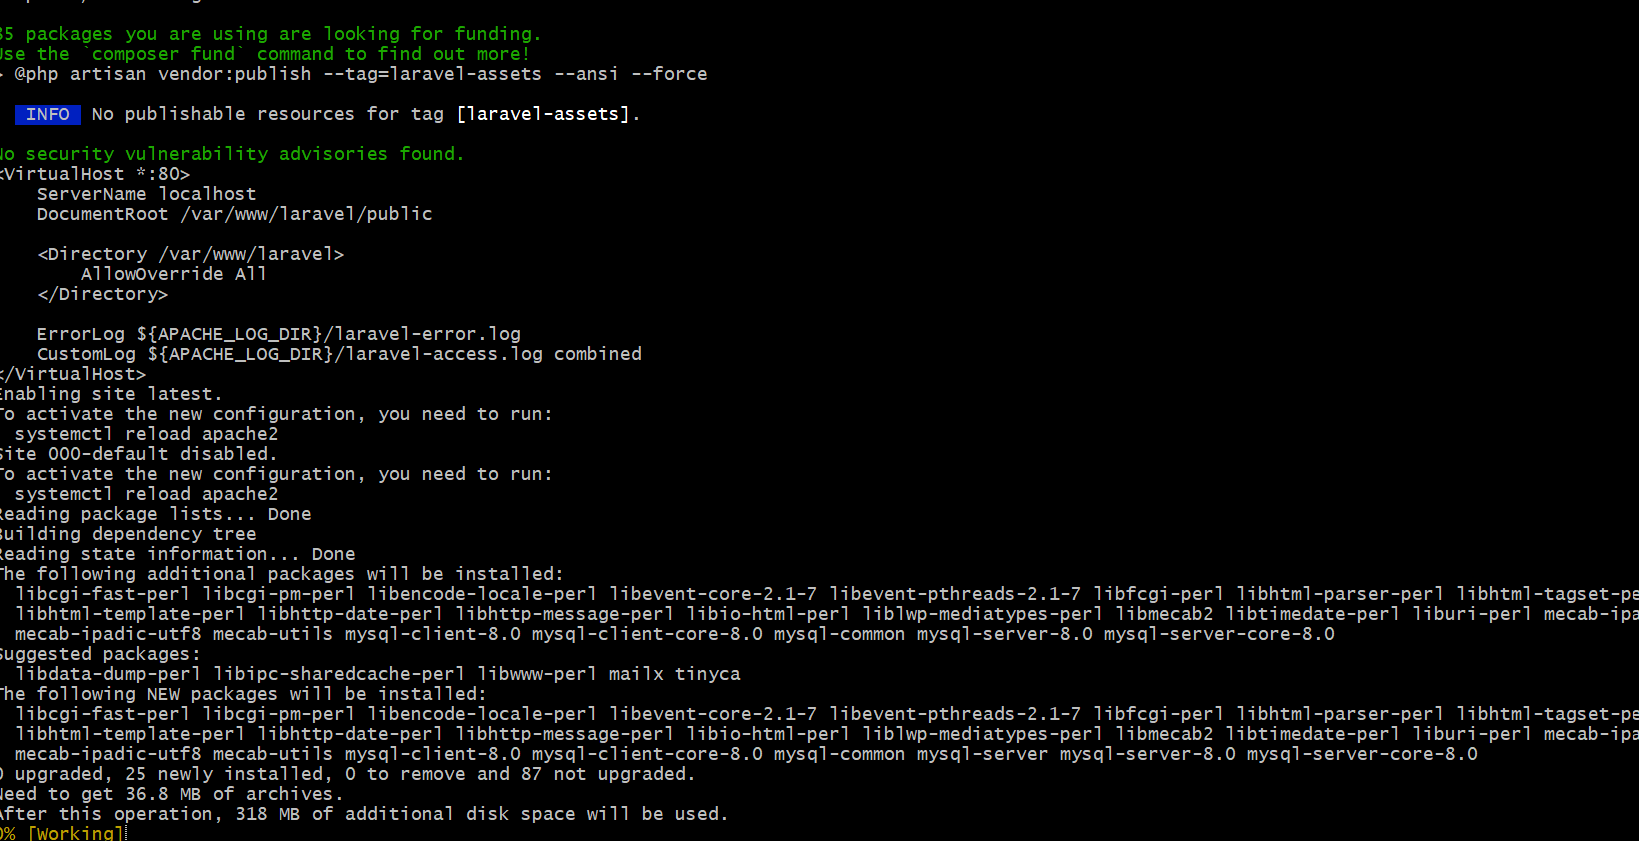 35 packages you are using are looking for funding.
Use the `composer fund` command to find out more!
> @php artisan vendor:publish --tag=laravel-assets --ansi --force
INFO No publishable resources for tag [laravel-assets].
No security vulnerability advisories found.
<VirtualHost *:80>
ServerName localhost
DocumentRoot /var/www/laravel/public
<Directory /var/www/laravel>
AllowOverride All
</Directory>
ErrorLog ${APACHE_LOG_DIR}/laravel-error.log
CustomLog ${APACHE_LOG_DIR}/laravel-access.log combined
</VirtualHost>
Enabling site latest.
To activate the new configuration, you need to run:
systemctl reload apache2
Site 000-default disabled.
To activate the new configuration, you need to run:
systemctl reload apache2
Reading package lists... Done
Building dependency tree
Reading state information... Done
The following additional packages will be installed:
libcgi-fast-perl libcgi-pm-perl libencode-locale-perl libevent-core-2.1-7 libevent-pthreads-2.1-7 libfcgi-perl libhtml-parser-perl libhtml-tagset-pe
libhtml-template-perl libhttp-date-perl libhttp-message-perl libio-html-perl liblwp-mediatypes-perl libmecab2 libtimedate-perl liburi-perl mecab-ipa
mecab-ipadic-utf8 mecab-utils mysql-client-8.0 mysql-client-core-8.0 mysql-common mysql-server-8.0 mysql-server-core-8.0
Suggested packages:
libdata-dump-perl libipc-sharedcache-perl libwww-perl mailx tinyca
The following NEW packages will be installed:
libcgi-fast-perl libcgi-pm-perl libencode-locale-perl libevent-core-2.1-7 libevent-pthreads-2.1-7 libfcgi-perl libhtml-parser-perl libhtml-tagset-pe
libhtml-template-perl libhttp-date-perl libhttp-message-perl libio-html-perl liblwp-mediatypes-perl libmecab2 libtimedate-perl liburi-perl mecab-ipa
mecab-ipadic-utf8 mecab-utils mysql-client-8.0 mysql-client-core-8.0 mysql-common mysql-server mysql-server-8.0 mysql-server-core-8.0
0 upgraded, 25 newly installed, 0 to remove and 87 not upgraded.
Need to get 36.8 MB of archives.
After this operation, 318 MB of additional disk space will be used.
0% [Working]